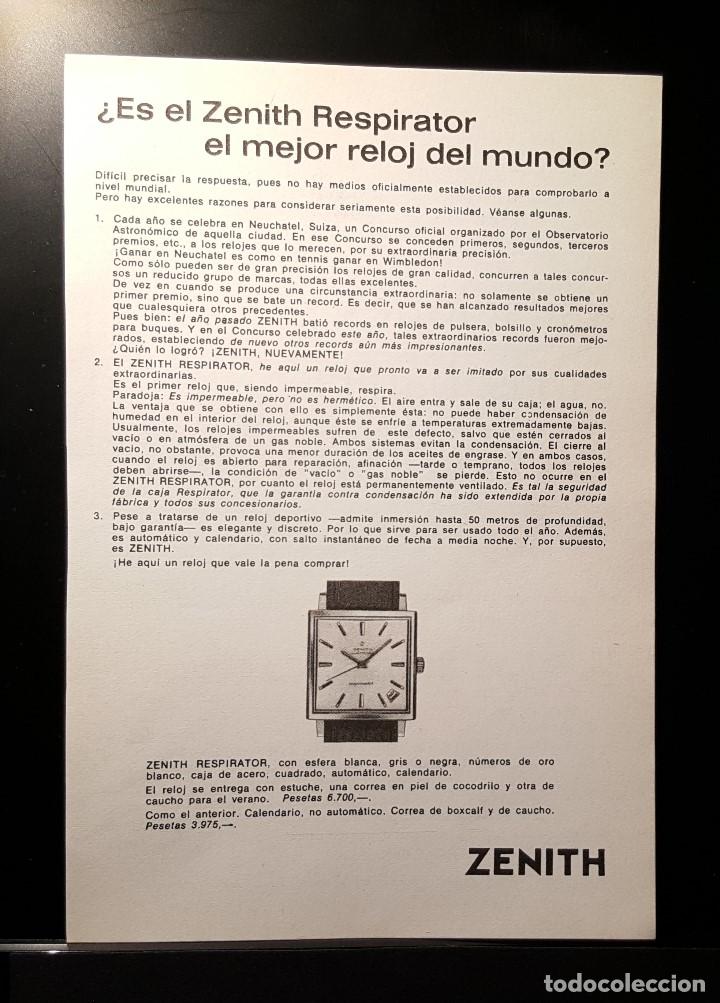 ¿Es el Zenith Respirator
el mejor reloj del mundo?
Difícil precisar la respuesta, pues no hay medios oficialmente establecidos para comprobarlo a
nivel mundial.
Pero hay excelentes razones para considerar seriamente esta posibilidad. Véanse algunas.
1. Cada año se celebra en Neuchatel, Suiza, un Concurso oficial organizado por el Observatorio
Astronómico de aquella ciudad. En ese Concurso se conceden primeros, segundos, terceros
premios, etc., a los relojes que lo merecen, por su extraordinaria precisión.
¡Ganar en Neuchatel es como en tennis ganar en Wimbledon!
Como sólo pueden ser de gran precisión los relojes de gran calidad, concurren a tales concur-
sos un reducido grupo de marcas, todas ellas excelentes.
De vez en cuando se produce una circunstancia extraordinaria: no solamente se obtiene un
primer premio, sino que se bate un record. Es decir, que se han alcanzado resultados mejores
que cualesquiera otros precedentes.
Pues bien: el año pasado ZENITH batió records en relojes de pulsera, bolsillo y cronómetros
para buques. Y en el Concurso celebrado este año, tales extraordinarios records fueron mejo-
rados, estableciendo de nuevo otros records aún más impresionantes.
¿Quién lo logró? ¡ZENITH, NUEVAMENTE!
2. El ZENITH RESPIRATOR, he aquí un reloj que pronto va a ser imitado por sus cualidades
extraordinarias.
Es el primer reloj que, siendo impermeable, respira.
Paradoja: Es impermeable, pero no es hermético. El aire entra y sale de su caja; el agua, no.
La ventaja que se obtiene con ello es simplemente ésta: no puede haber condensación de
humedad en el interior del reloj, aunque éste se enfríe a temperaturas extremadamente bajas.
Usualmente, los relojes impermeables sufren de este defecto, salvo que estén cerrados al
vacío o en atmósfera de un gas noble. Ambos sistemas evitan la condensación. El cierre al
vacío, no obstante, provoca una menor duración de los aceites de engrase. Y en ambos casos,
cuando el reloj es abierto para reparación, afinación —tarde o temprano, todos los relojes
deben abrirse—, la condición de "vacío" o "gas noble" se pierde. Esto no ocurre en el
ZENITH RESPIRATOR, por cuanto el reloj está permanentemente ventilado. Es tal la seguridad
de la caja Respirator, que la garantía contra condensación ha sido extendida por la propia
fábrica y todos sus concesionarios.
3. Pese a tratarse de un reloj deportivo —admite inmersión hasta 50 metros de profundidad,
bajo garantía— es elegante y discreto. Por lo que sirve para ser usado todo el año. Además,
es automático y calendario, con salto instantáneo de fecha a media noche. Y, por supuesto,
es ZENITH.
¡He aquí un reloj que vale la pena comprar!
ZENITH
ZENITH RESPIRATOR, con esfera blanca, gris o negra, números de oro
blanco, caja de acero, cuadrado, automático, calendario.
El reloj se entrega con estuche, una correa en piel de cocodrilo y otra de
caucho para el verano. Pesetas 6.700,—.
Como el anterior. Calendario, no automático. Correa de boxcalf y de caucho.
Pesetas 3.975,—.
ZENITH
todocoleccion